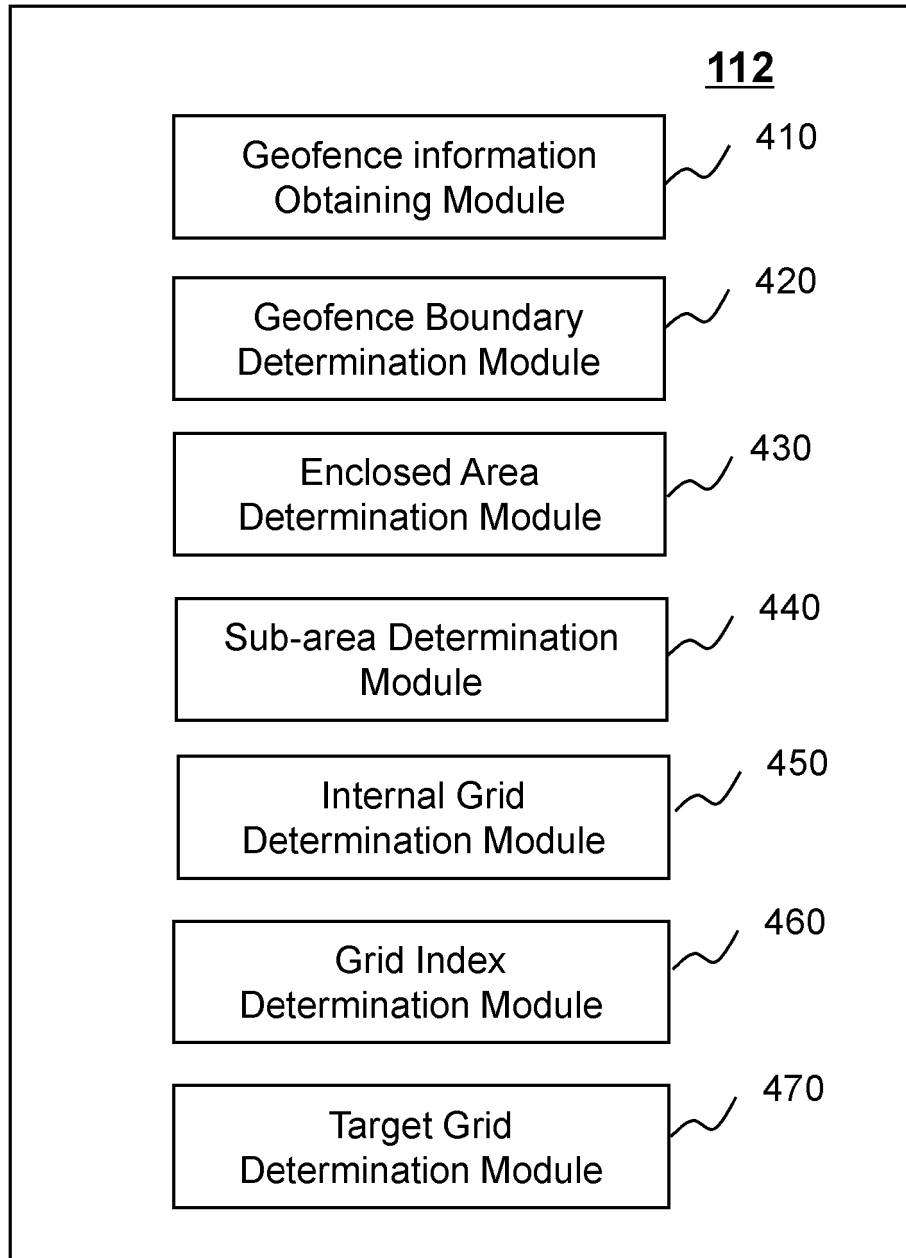 112
Geofence information
Obtaining Module
410
Geofence Boundary
Determination Module
420
Enclosed Area
Determination Module
430
Sub-area Determination
Module
440
Internal Grid
Determination Module
450
Grid Index
Determination Module
460
Target Grid
Determination Module
470